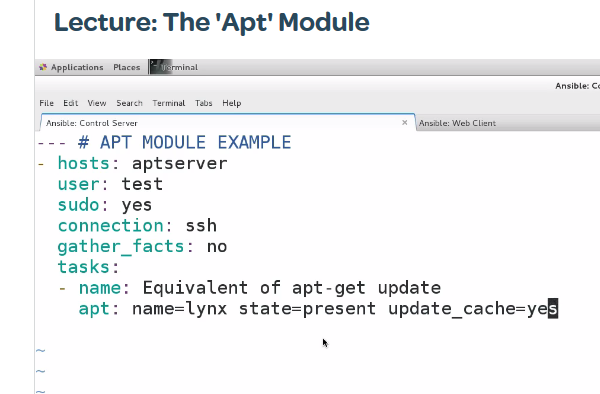 Lecture: The 'Apt' Module
Applications Places Terminal
Ansible: Co
File Edit View Search Terminal Tabs Help
Ansible: Control Server × Ansible: Web Client
--- # APT MODULE EXAMPLE
- hosts: aptserver
user: test
sudo: yes
connection: ssh
gather_facts: no
tasks:
- name: Equivalent of apt-get update
apt: name=lynx state=present update_cache=yes
~
~
~